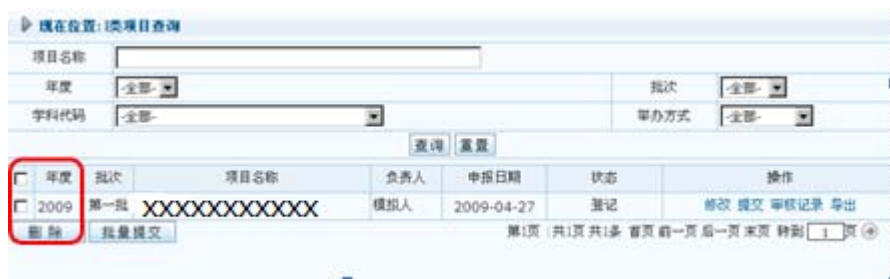 现在位置:I类项目查询
项目名称
年度 -全部- 批次 -全部-
学科代码 -全部- 举办方式 -全部-
查询 重置
年度 批次 项目名称 负责人 申报日期 状态 操作
2009 第一批 XXXXXXXXXXX 模拟人 2009-04-27 登记 修改 提交 审核记录 导出
删除 批量提交 第1页 共1页 共1条 首页 前一页 后一页 末页 转到 1 页